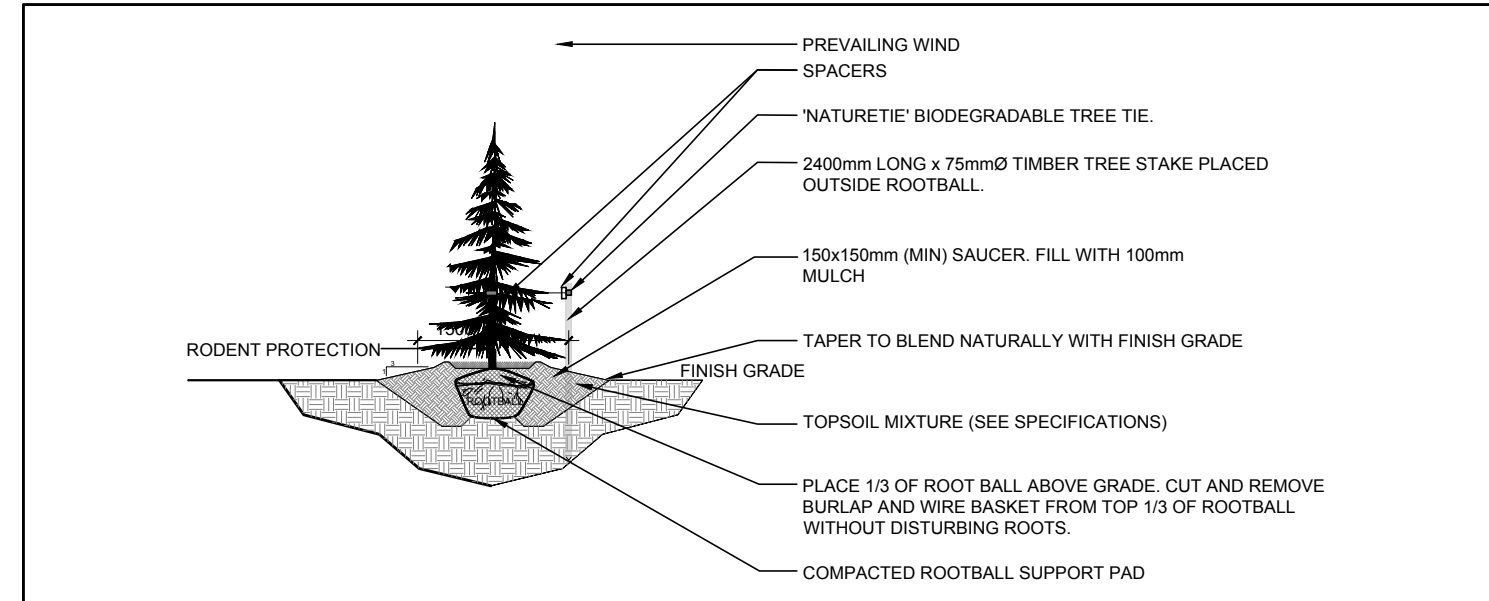 PREVAILING WIND
SPACERS
'NATURETIE' BIODEGRADABLE TREE TIE.
2400mm LONG x 75mmØ TIMBER TREE STAKE PLACED
OUTSIDE ROOTBALL.
150x150mm (MIN) SAUCER. FILL WITH 100mm
MULCH
RODENT PROTECTION
3
1
TAPER TO BLEND NATURALLY WITH FINISH GRADE
FINISH GRADE
ROOTBALL
TOPSOIL MIXTURE (SEE SPECIFICATIONS)
PLACE 1/3 OF ROOT BALL ABOVE GRADE. CUT AND REMOVE
BURLAP AND WIRE BASKET FROM TOP 1/3 OF ROOTBALL
WITHOUT DISTURBING ROOTS.
COMPACTED ROOTBALL SUPPORT PAD